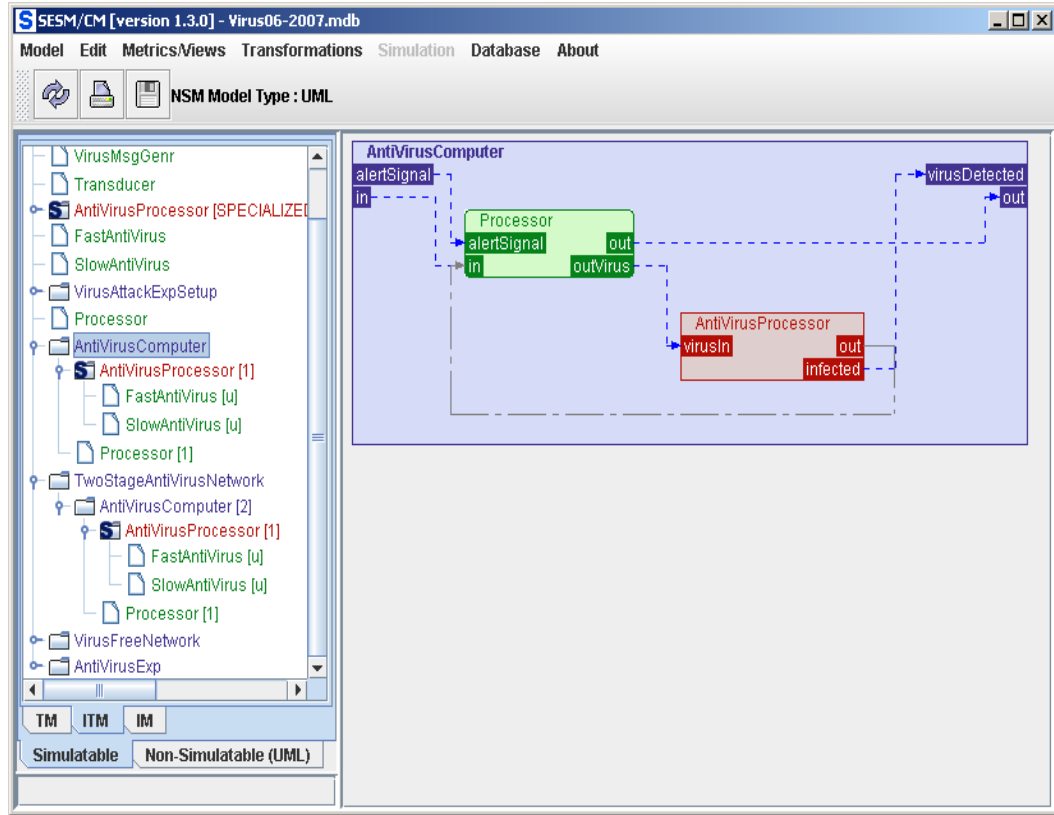 SESM/CM [version 1.3.0] - Virus06-2007.mdb
Model Edit Metrics/Views Transformations Simulation Database About
NSM Model Type : UML
VirusMsgGenr
Transducer
AntiVirusProcessor [SPECIALIZED
FastAntiVirus
SlowAntiVirus
VirusAttackExpSetup
Processor
AntiVirusComputer
AntiVirusProcessor [1]
FastAntiVirus [u]
SlowAntiVirus [u]
Processor [1]
TwoStageAntiVirusNetwork
AntiVirusComputer [2]
AntiVirusProcessor [1]
FastAntiVirus [u]
SlowAntiVirus [u]
Processor [1]
VirusFreeNetwork
AntiVirusExp
TM ITM IM
Simulatable Non-Simulatable (UML)
AntiVirusComputer
alertSignal virusDetected
in out
Processor
alertSignal out
in outVirus
AntiVirusProcessor
virusIn out
infected